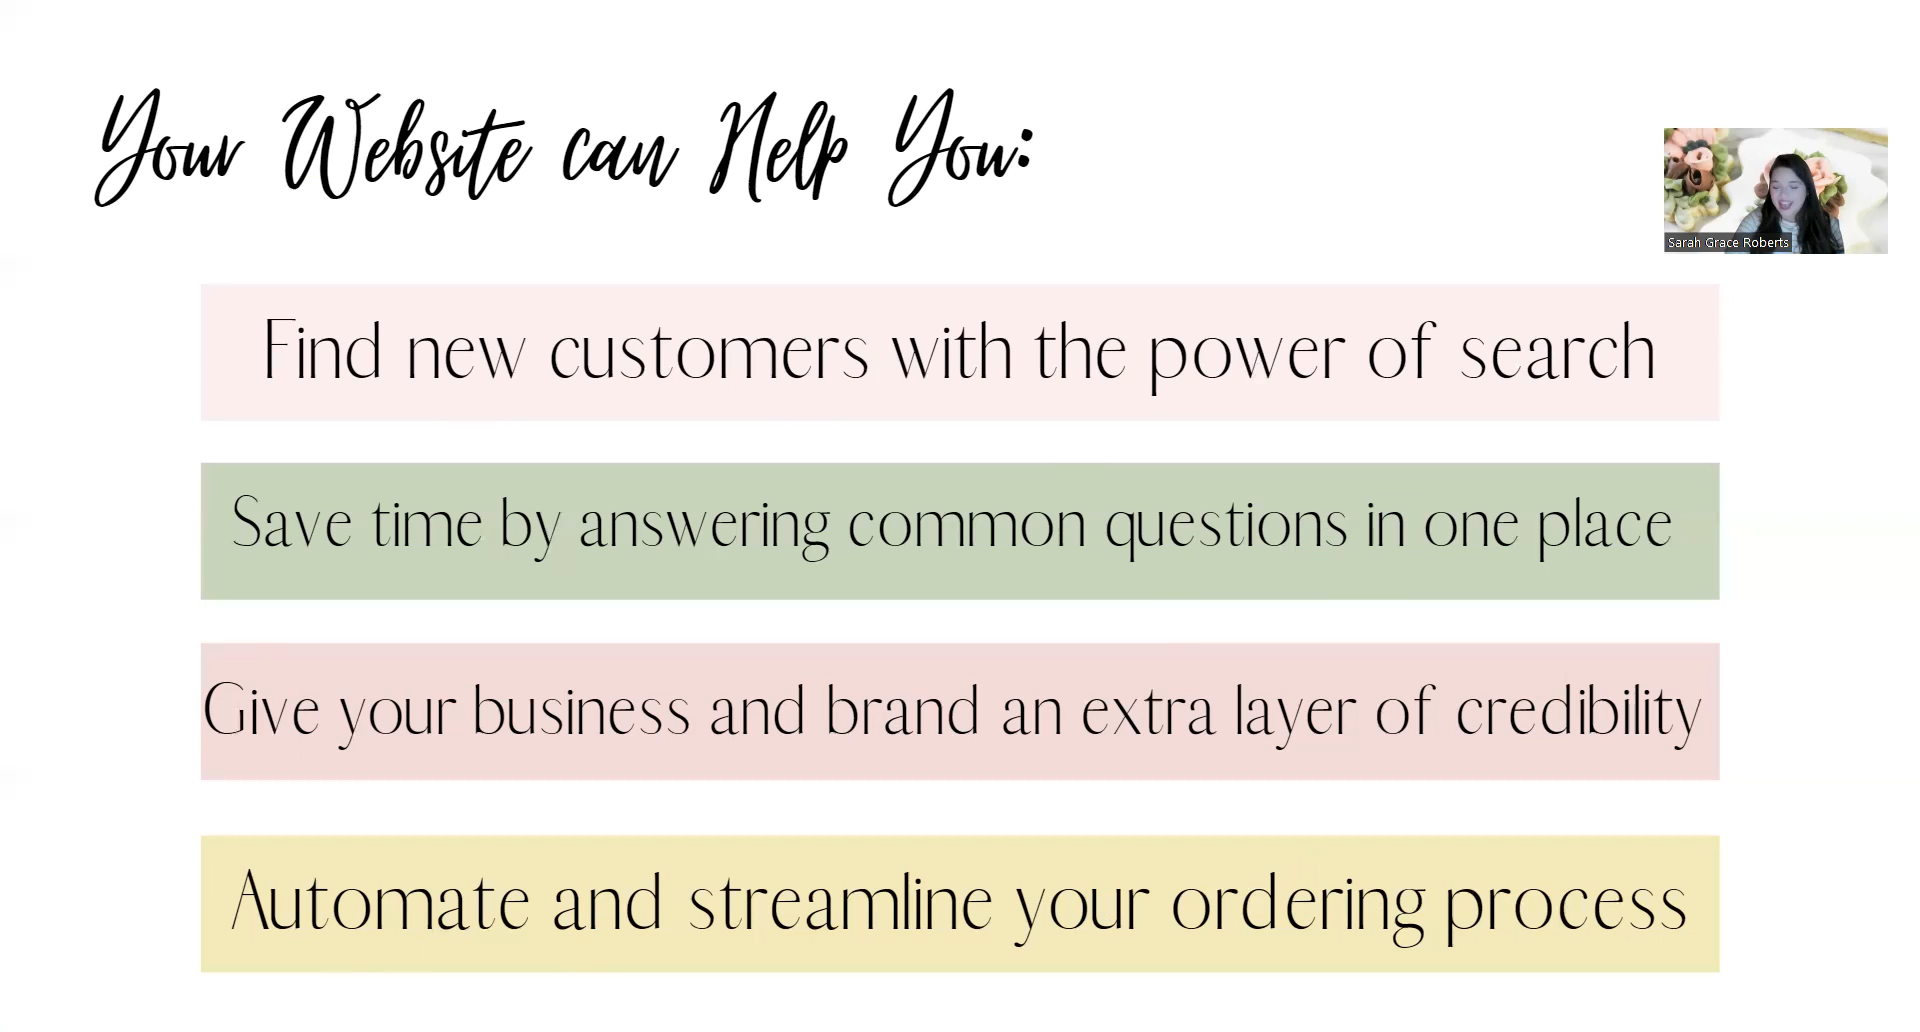 Your Website can Help You:
Sarah Grace Roberts
Find new customers with the power of search
Save time by answering common questions in one place
Give your business and brand an extra layer of credibility
Automate and streamline your ordering process